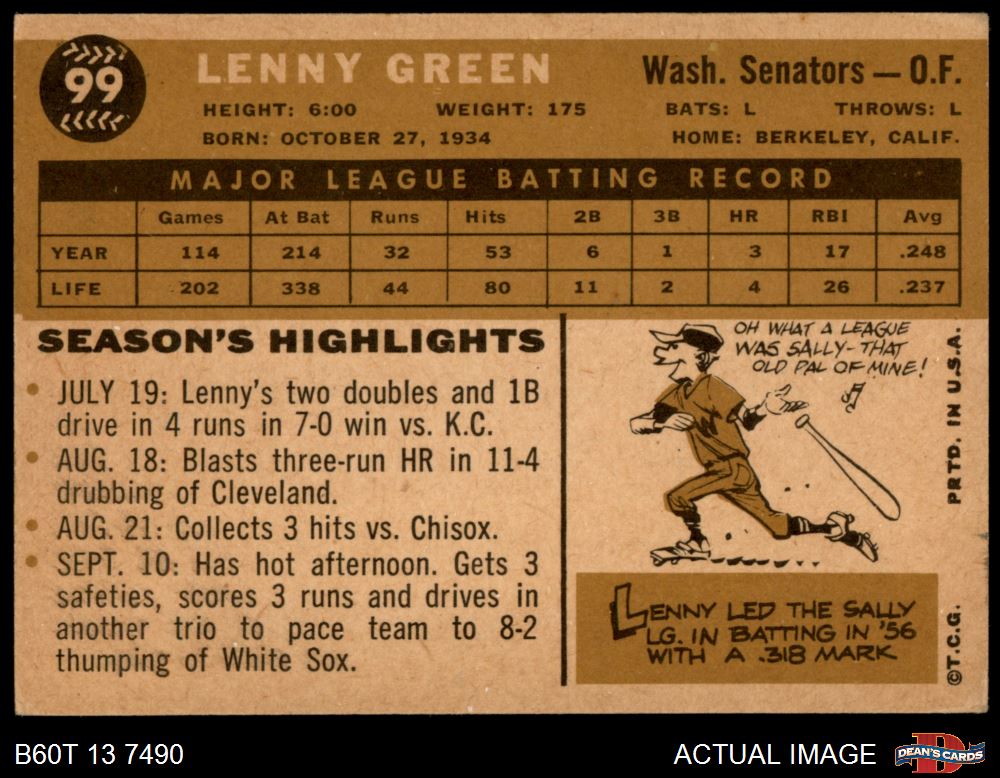 99
LENNY GREEN
Wash. Senators — O.F.
HEIGHT: 6:00 WEIGHT: 175 BATS: L THROWS: L
BORN: OCTOBER 27, 1934 HOME: BERKELEY, CALIF.
MAJOR LEAGUE BATTING RECORD
Games At Bat Runs Hits 2B 3B HR RBI Avg
YEAR 114 214 32 53 6 1 3 17 .248
LIFE 202 338 44 80 11 2 4 26 .237
SEASON'S HIGHLIGHTS
• JULY 19: Lenny's two doubles and 1B
drive in 4 runs in 7-0 win vs. K.C.
• AUG. 18: Blasts three-run HR in 11-4
drubbing of Cleveland.
• AUG. 21: Collects 3 hits vs. Chisox.
• SEPT. 10: Has hot afternoon. Gets 3
safeties, scores 3 runs and drives in
another trio to pace team to 8-2
thumping of White Sox.
OH WHAT A LEAGUE
WAS SALLY-THAT
OLD PAL OF MINE!
W
LENNY LED THE SALLY
LG. IN BATTING IN '56
WITH A .318 MARK
©T.C.G. PRTD. IN U.S.A.
B60T 13 7490
ACTUAL IMAGE
D
DEAN'S CARDS